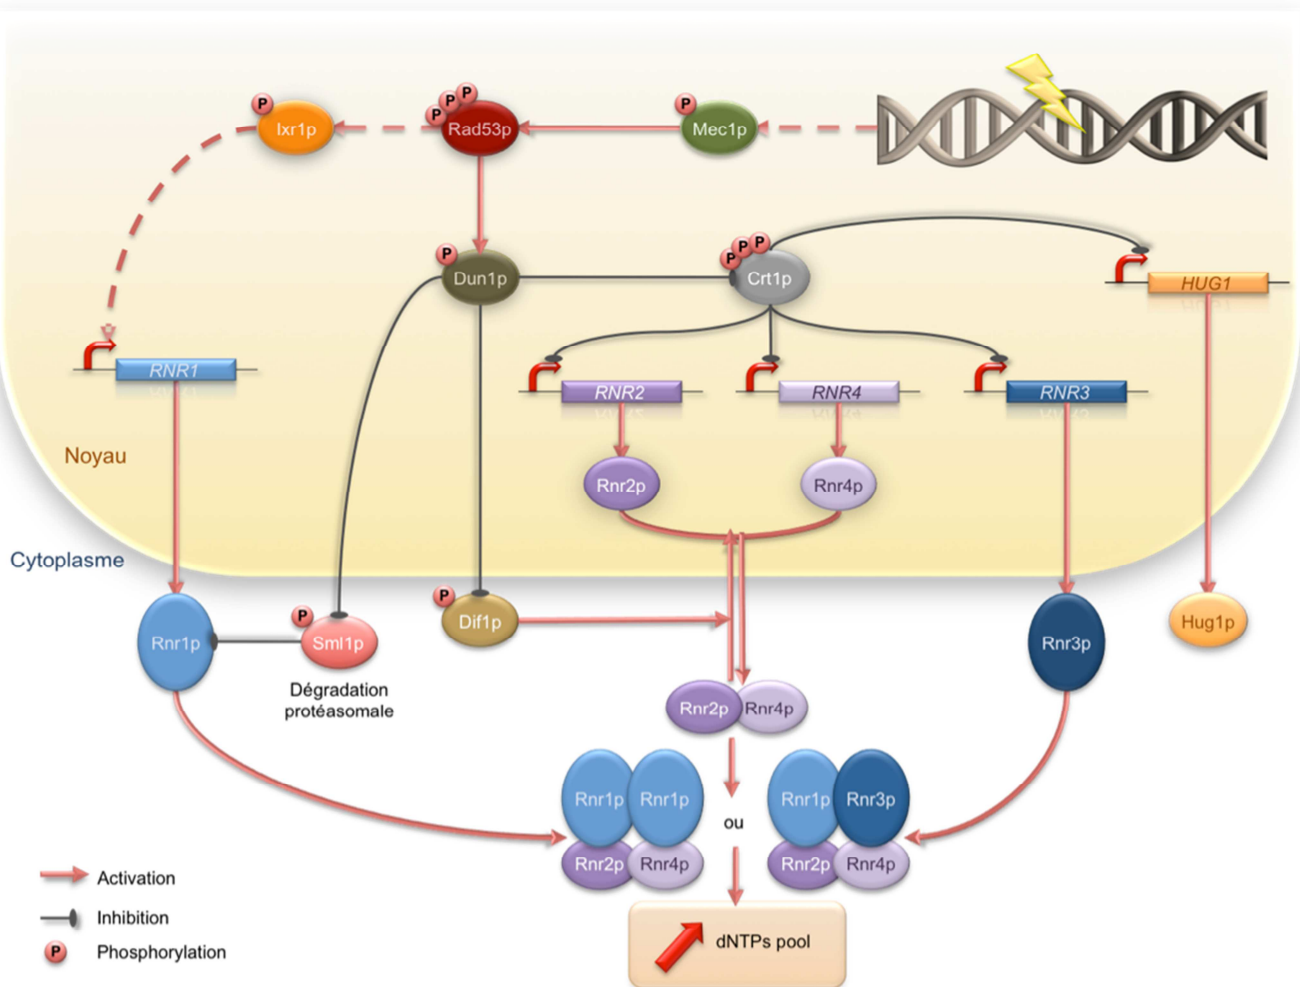 P P P P P
Ixr1p Rad53p Mec1p
P P P P
Dun1p Crt1p
HUG1
RNR1
RNR2 RNR4 RNR3
Noyau
Rnr2p Rnr4p
Cytoplasme
P P
Rnr1p Sml1p Dif1p Rnr3p Hug1p
Dégradation
protéasomale
Rnr2p Rnr4p
Rnr1p Rnr1p Rnr1p Rnr3p
ou
Rnr2p Rnr4p Rnr2p Rnr4p
Activation
Inhibition
P Phosphorylation
dNTPs pool